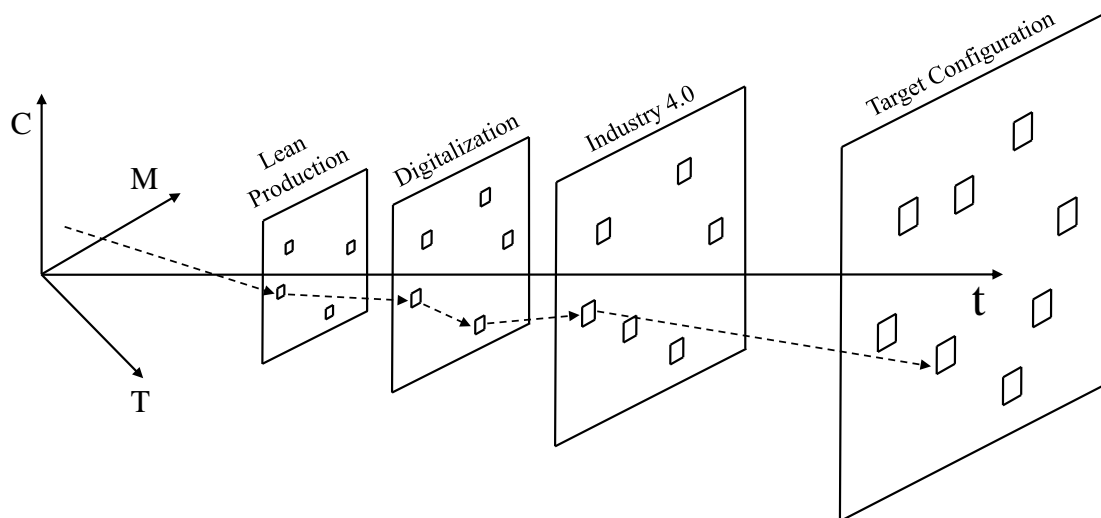 C
M
T
Lean
Production
Digitalization
Industry 4.0
Target Configuration
t